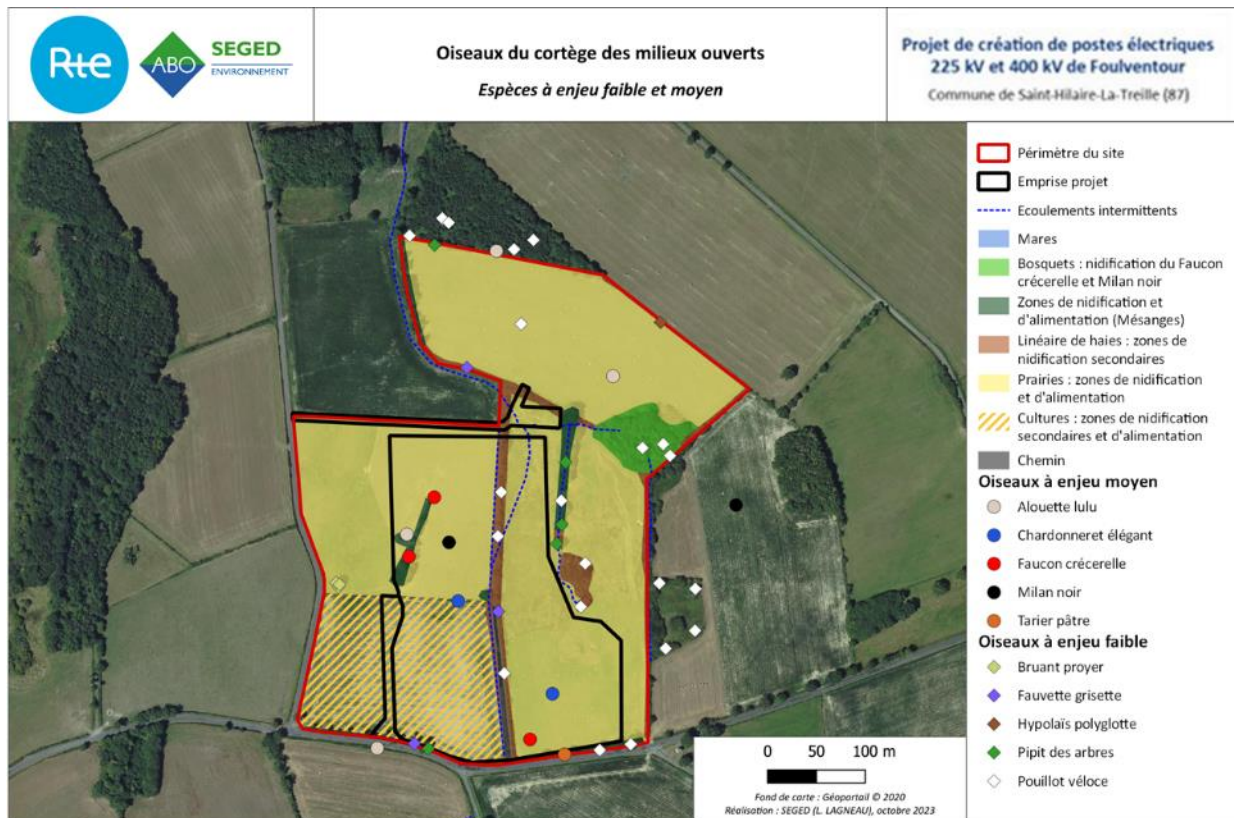 Rte
ABO
SEGED
ENVIRONNEMENT
Oiseaux du cortège des milieux ouverts
Espèces à enjeu faible et moyen
Projet de création de postes électriques
225 kV et 400 kV de Foulventour
Commune de Saint-Hilaire-La-Treille (87)
Périmètre du site
Emprise projet
Ecoulements intermittents
Mares
Bosquets : nidification du Faucon
crécerelle et Milan noir
Zones de nidification et
d'alimentation (Mésanges)
Linéaire de haies : zones de
nidification secondaires
Prairies : zones de nidification
et d'alimentation
Cultures : zones de nidification
secondaires et d'alimentation
Chemin
Oiseaux à enjeu moyen
Alouette lulu
Chardonneret élégant
Faucon crécerelle
Milan noir
Tarier pâtre
Oiseaux à enjeu faible
Bruant proyer
Fauvette grisette
Hypolaïs polyglotte
Pipit des arbres
Pouillot véloce
0 50 100 m
Fond de carte : Géoportail © 2020
Réalisation : SEGED (L. LAGNEAU), octobre 2023